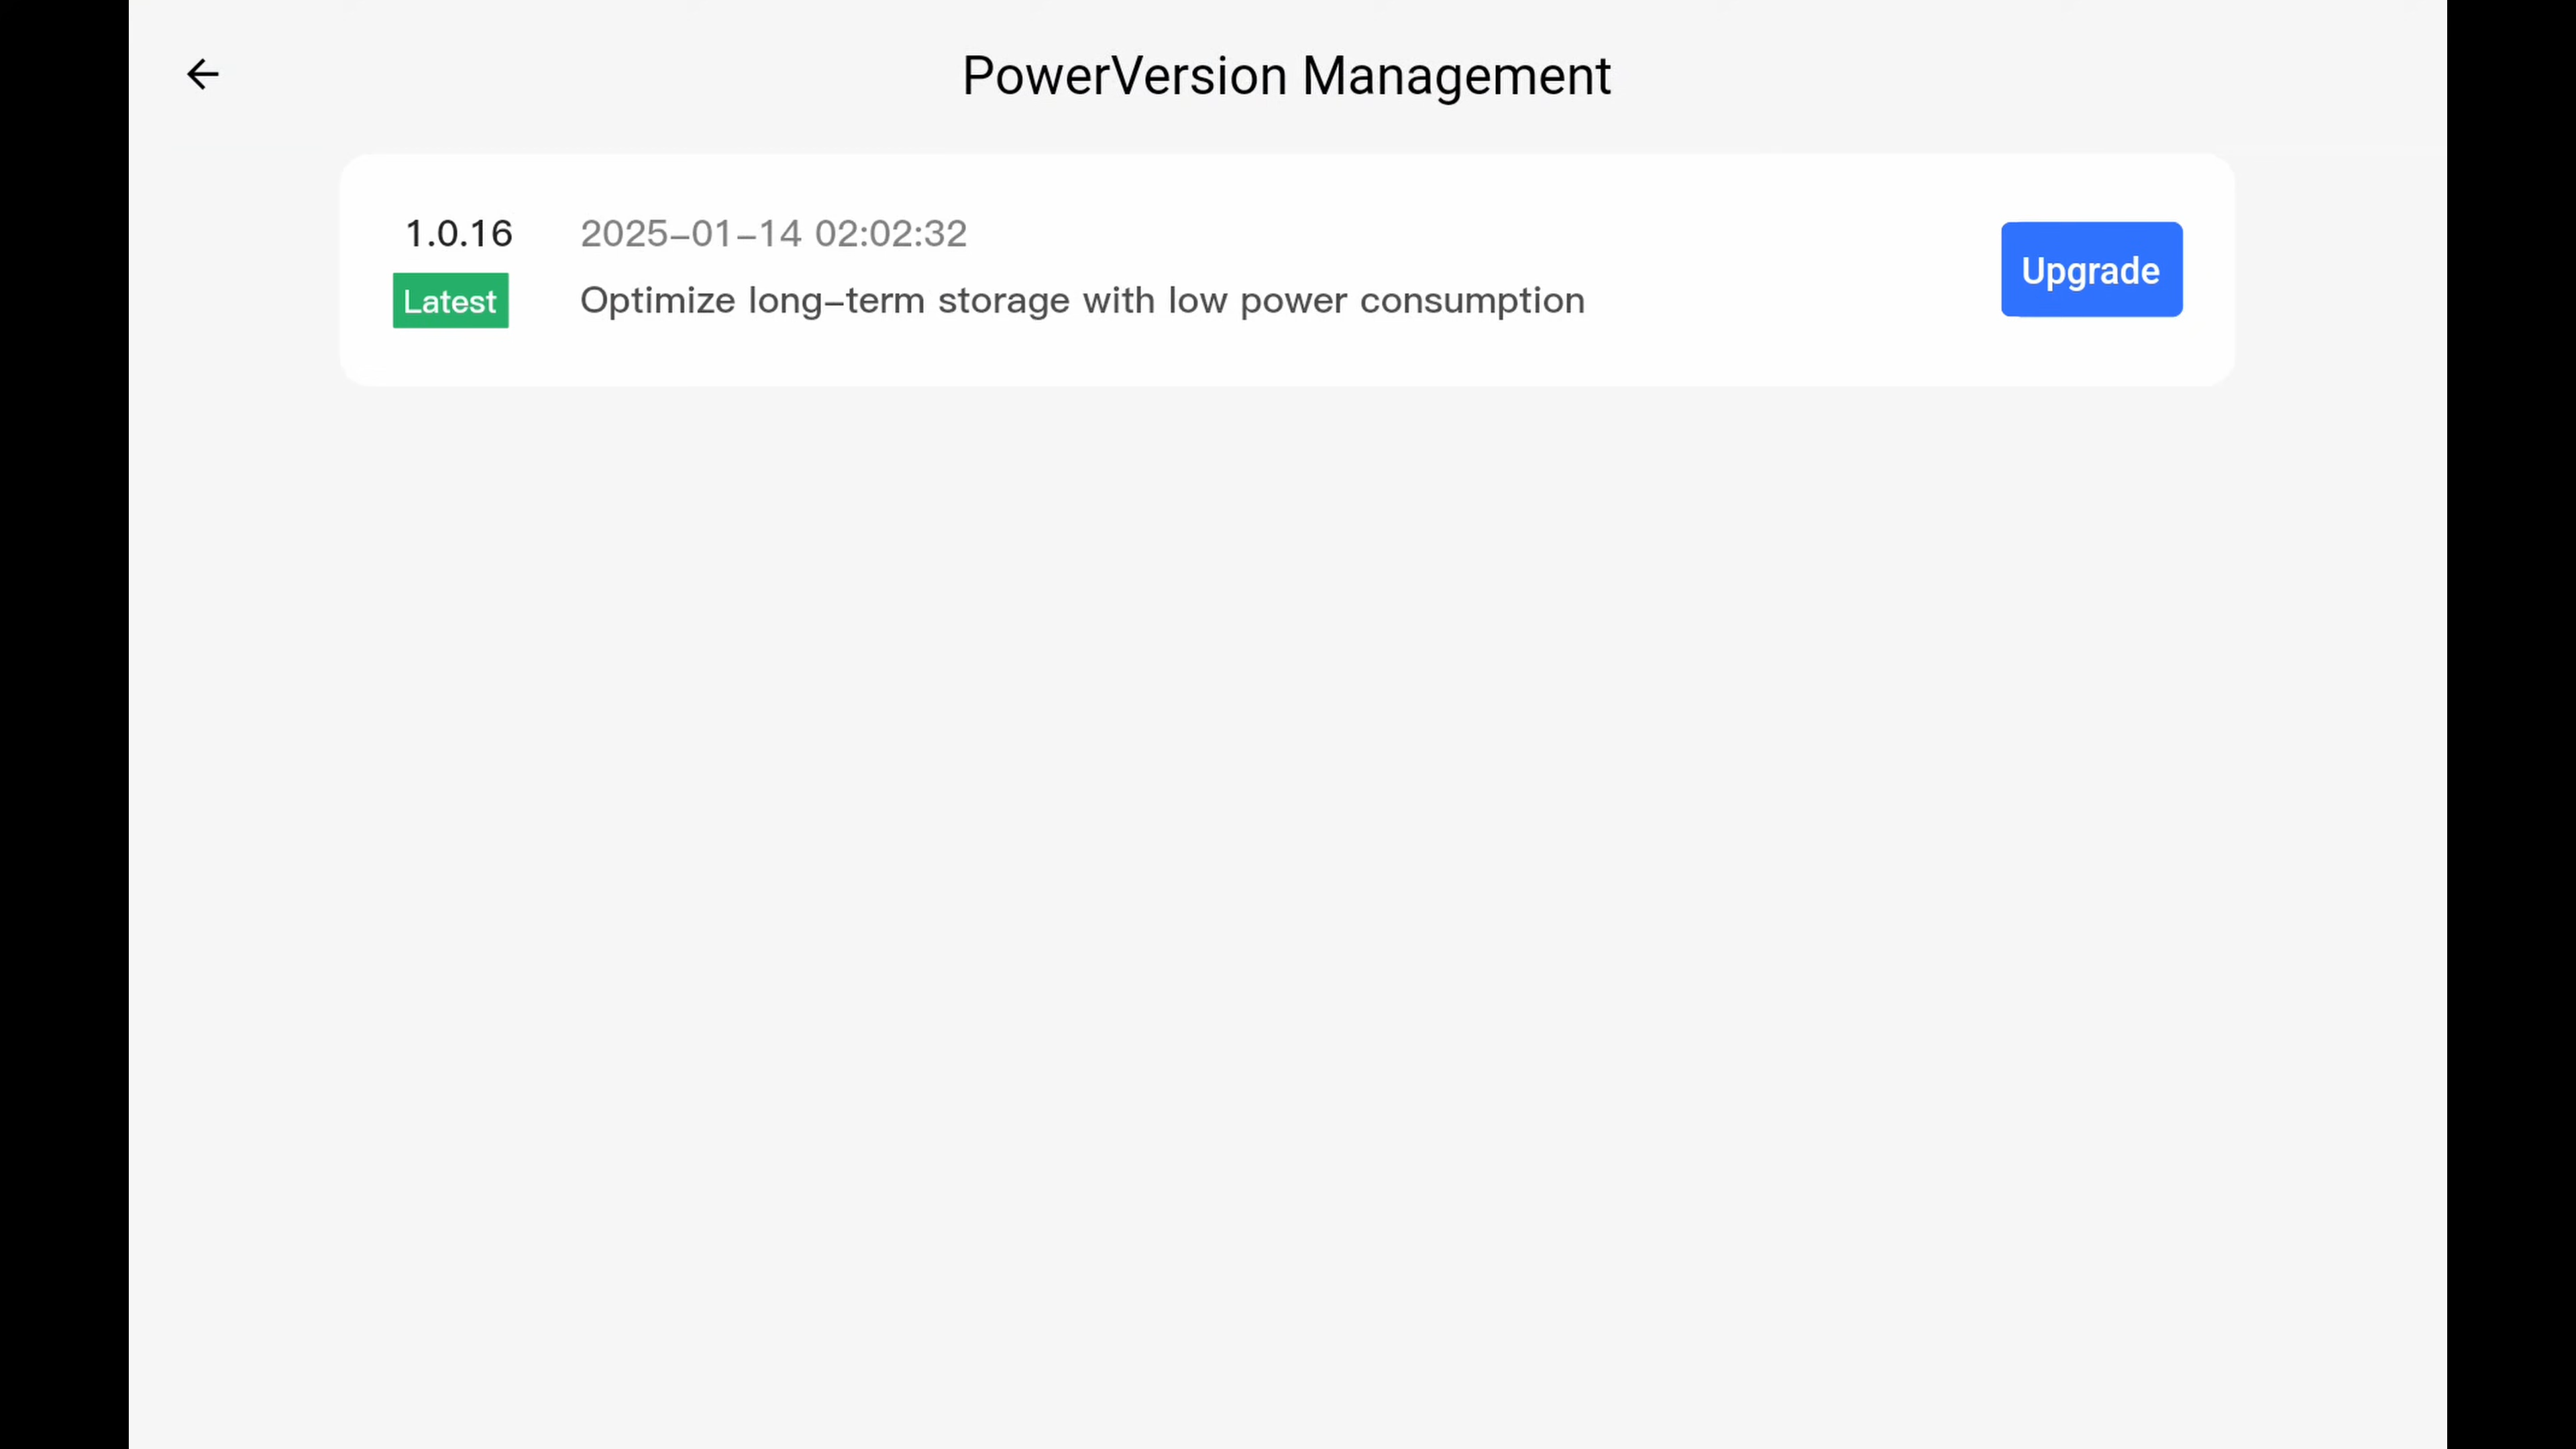 PowerVersion Management
1.0.16
2025-01-14 02:02:32
Latest
Optimize long-term storage with low power consumption
Upgrade